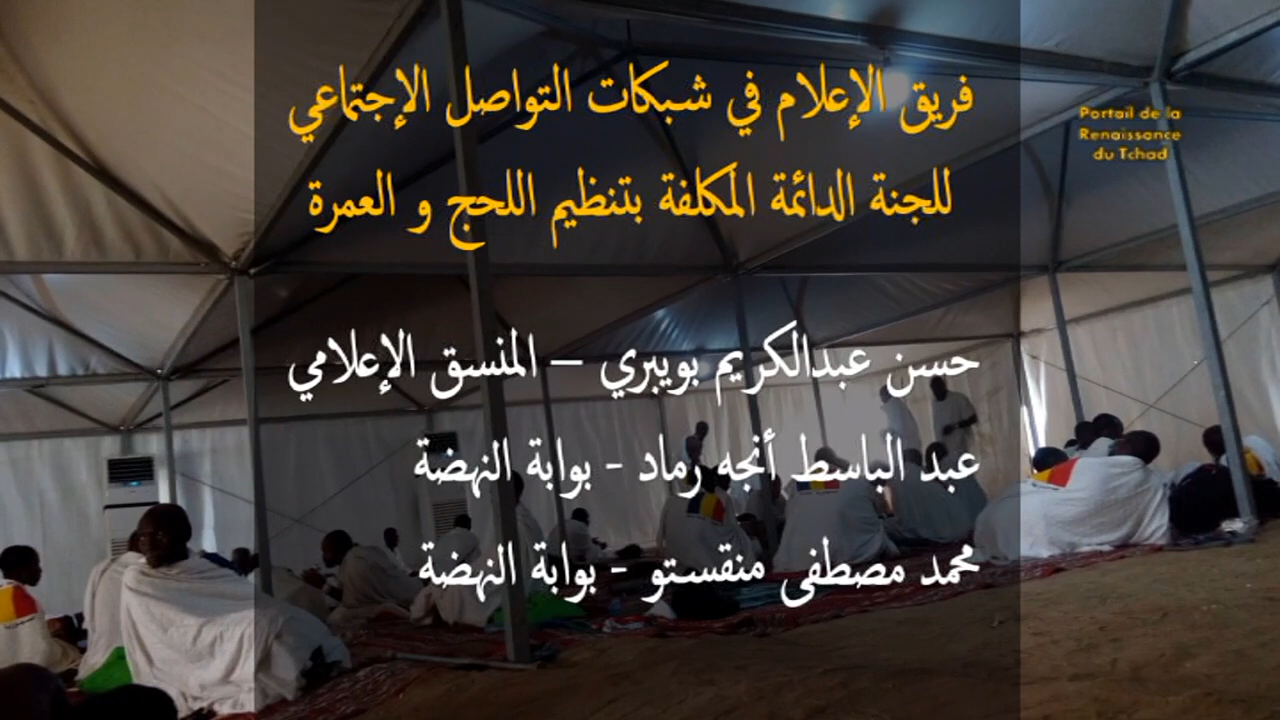 فريق الإعلام في شبكات التواصل الإجتماعي
للجنة الدائمة المكلفة بتنظيم اللحج و العمرة
Portail de la
Renaissance
du Tchad
حسن عبدالكريم بويبري – المنسق الإعلامي
عبد الباسط أنجه رماد - بوابة النهضة
محمد مصطفى منقستو - بوابة النهضة